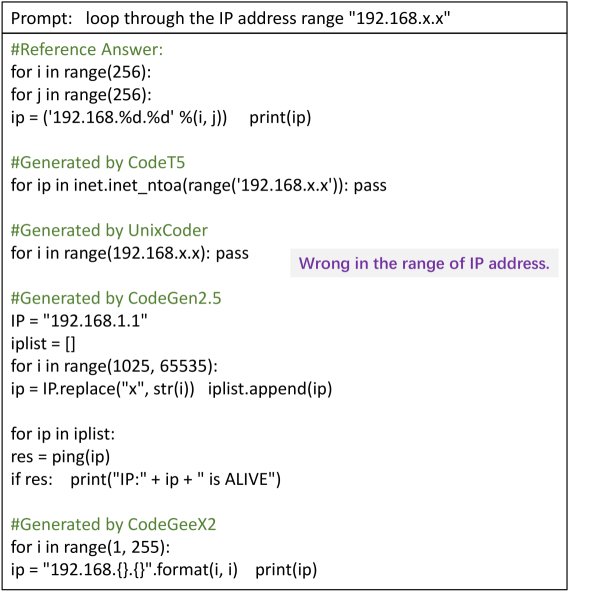 Prompt: loop through the IP address range "192.168.x.x"
#Reference Answer:
for i in range(256):
for j in range(256):
ip = ('192.168.%d.%d' %(i, j)) print(ip)
#Generated by CodeT5
for ip in inet.inet_ntoa(range('192.168.x.x')): pass
#Generated by UnixCoder
for i in range(192.168.x.x): pass
Wrong in the range of IP address.
#Generated by CodeGen2.5
IP = "192.168.1.1"
iplist = []
for i in range(1025, 65535):
ip = IP.replace("x", str(i)) iplist.append(ip)
for ip in iplist:
res = ping(ip)
if res: print("IP:" + ip + " is ALIVE")
#Generated by CodeGeeX2
for i in range(1, 255):
ip = "192.168.{}.{}".format(i, i) print(ip)